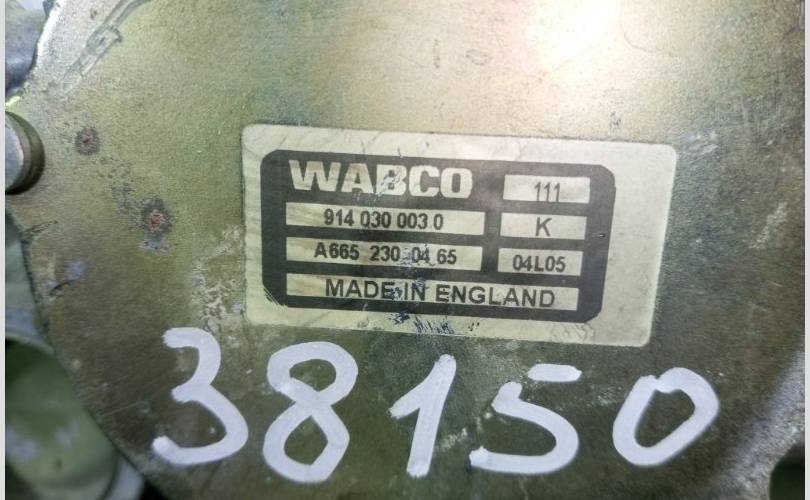 WABCO 111
914 030 003 0 K
A665 230 04 65 04L05
MADE IN ENGLAND
38150